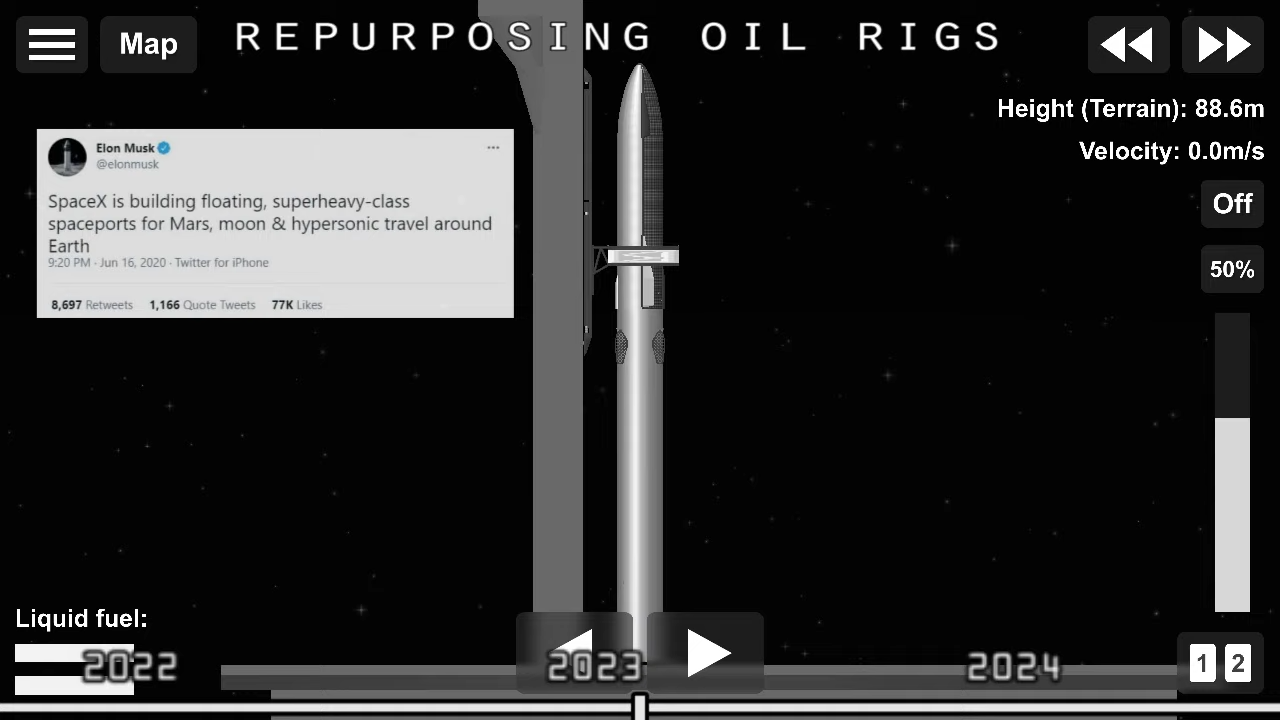 REPURPOSING OIL RIGS
Map
Height (Terrain): 88.6m
Velocity: 0.0m/s
Off
50%
Elon Musk
@elonmusk
SpaceX is building floating, superheavy-class
spaceports for Mars, moon & hypersonic travel around
Earth
9:20 PM · Jun 16, 2020 · Twitter for iPhone
8,697 Retweets 1,166 Quote Tweets 77K Likes
Liquid fuel:
2022 2023 2024
1 2